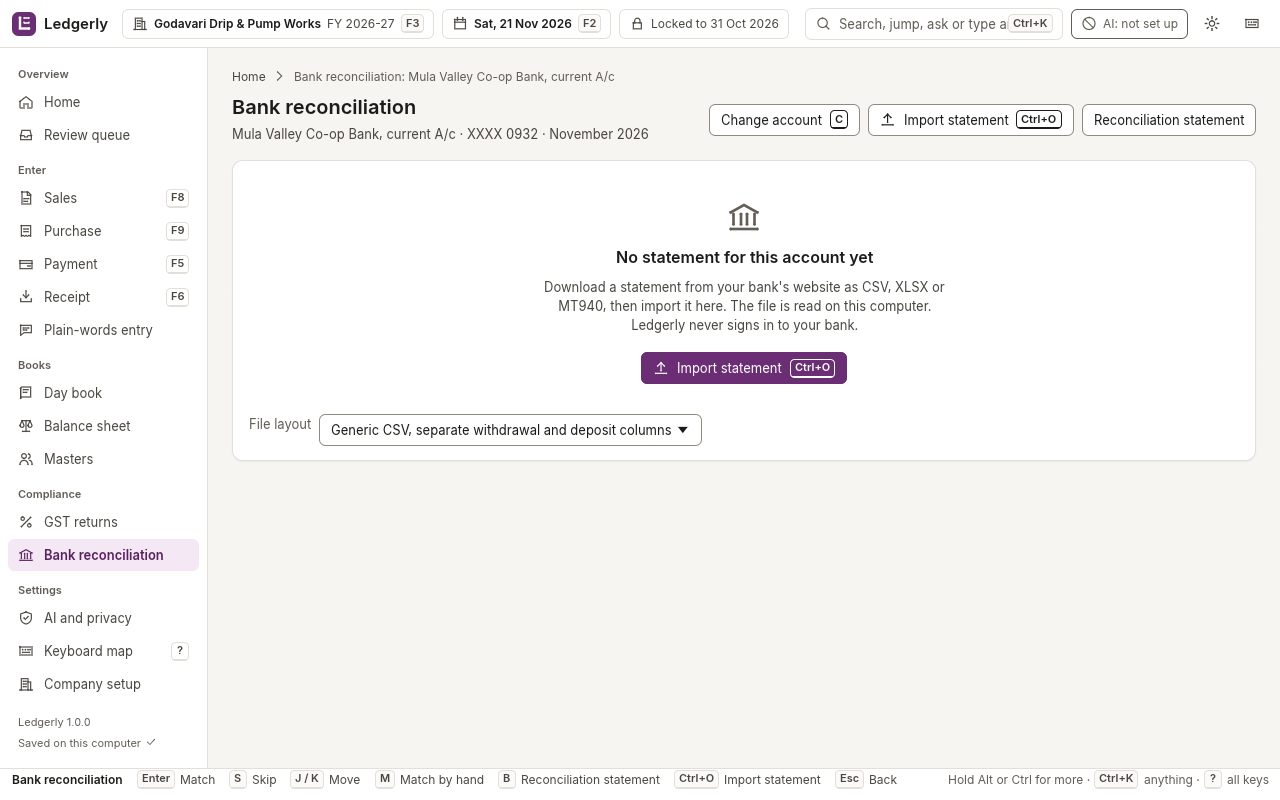 Ledgerly
Godavari Drip & Pump Works FY 2026-27 F3
Sat, 21 Nov 2026 F2
Locked to 31 Oct 2026
Search, jump, ask or type a Ctrl+K
AI: not set up
Overview
Home
Review queue
Enter
Sales F8
Purchase F9
Payment F5
Receipt F6
Plain-words entry
Books
Day book
Balance sheet
Masters
Compliance
GST returns
Bank reconciliation
Settings
AI and privacy
Keyboard map ?
Company setup
Ledgerly 1.0.0
Saved on this computer
Home Bank reconciliation: Mula Valley Co-op Bank, current A/c
Bank reconciliation
Mula Valley Co-op Bank, current A/c · XXXX 0932 · November 2026
Change account C
Import statement Ctrl+O
Reconciliation statement
No statement for this account yet
Download a statement from your bank's website as CSV, XLSX or
MT940, then import it here. The file is read on this computer.
Ledgerly never signs in to your bank.
Import statement Ctrl+O
File layout Generic CSV, separate withdrawal and deposit columns
Bank reconciliation Enter Match S Skip J / K Move M Match by hand B Reconciliation statement Ctrl+O Import statement Esc Back Hold Alt or Ctrl for more · Ctrl+K anything · ? all keys